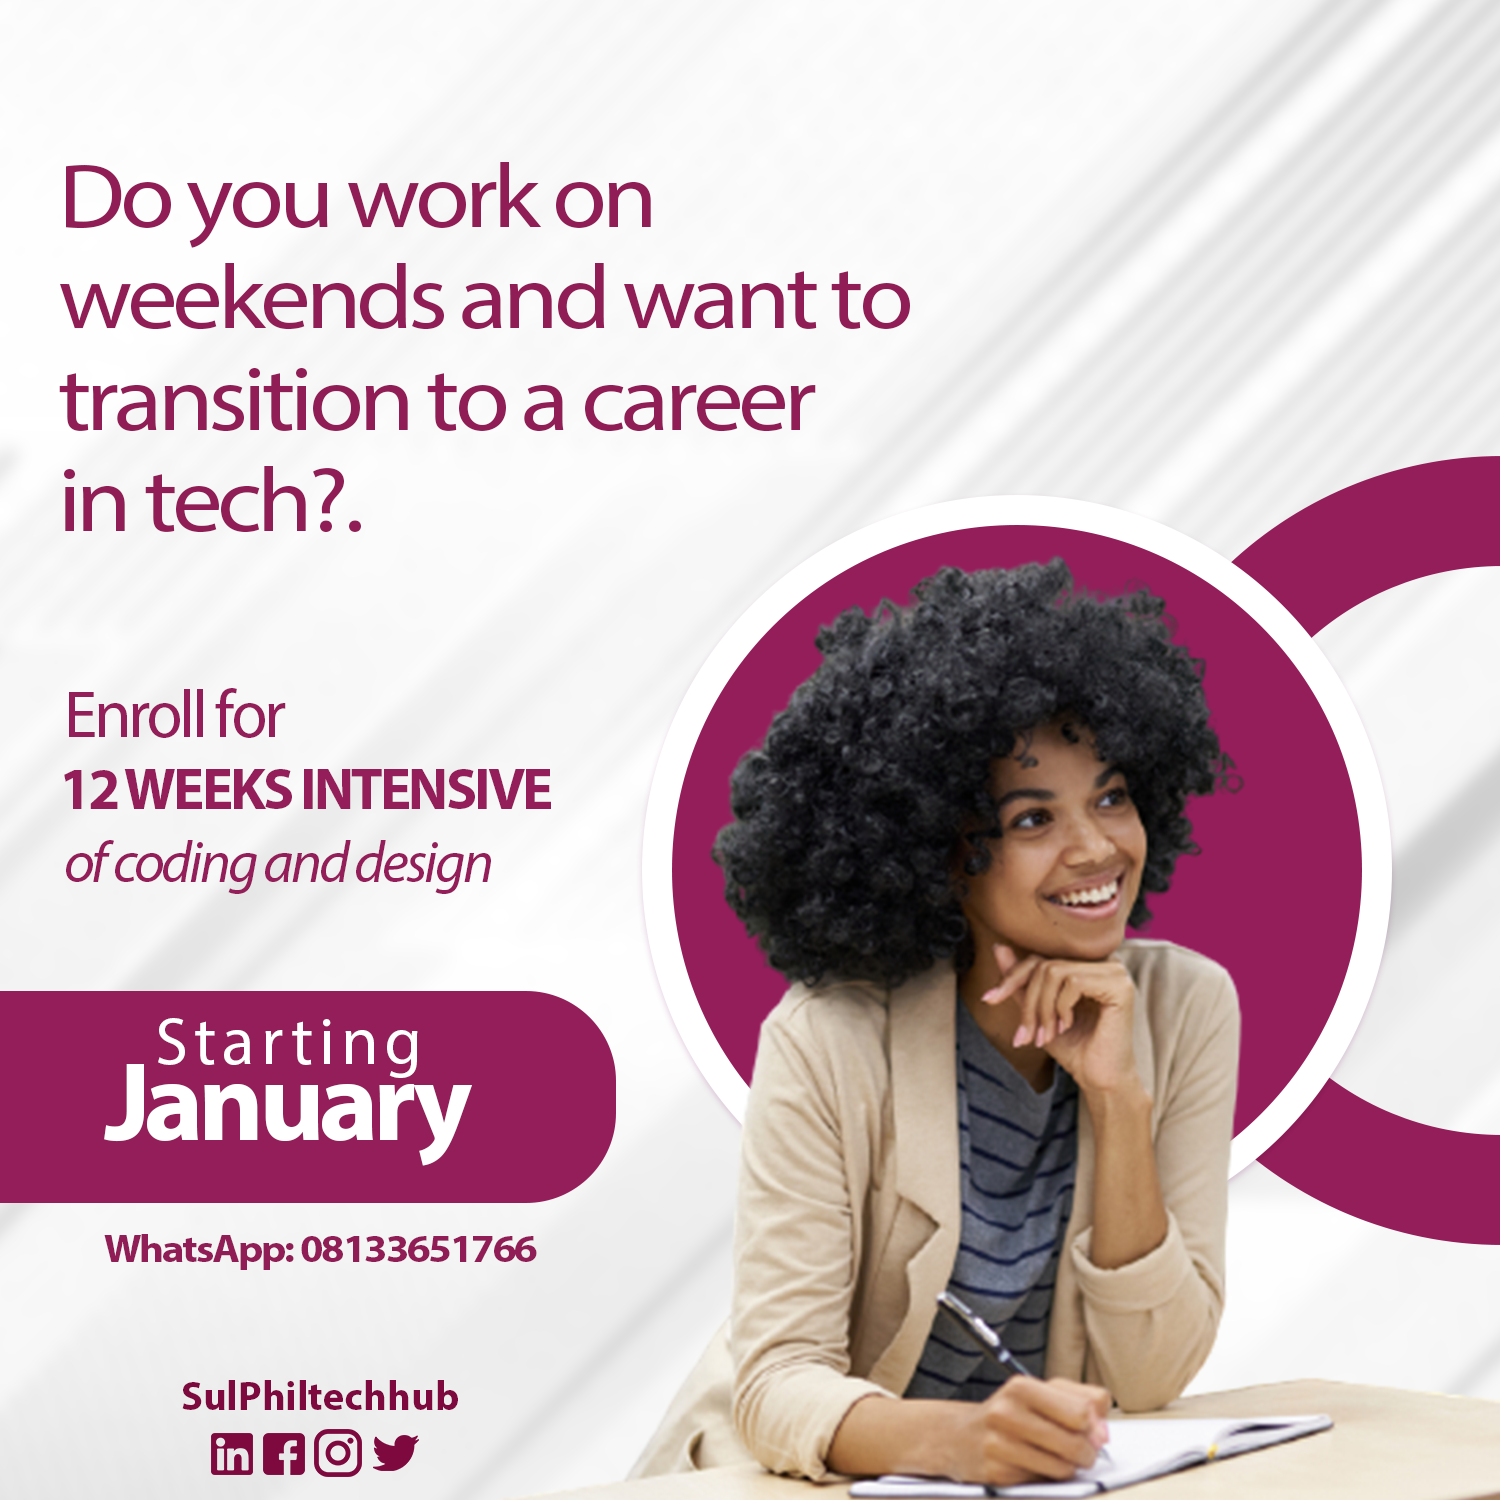 Do you work on
weekends and want to
transition to a career
in tech?.
Enroll for
12 WEEKS INTENSIVE
of coding and design
Starting
January
WhatsApp: 08133651766
SulPhiltechhub
in